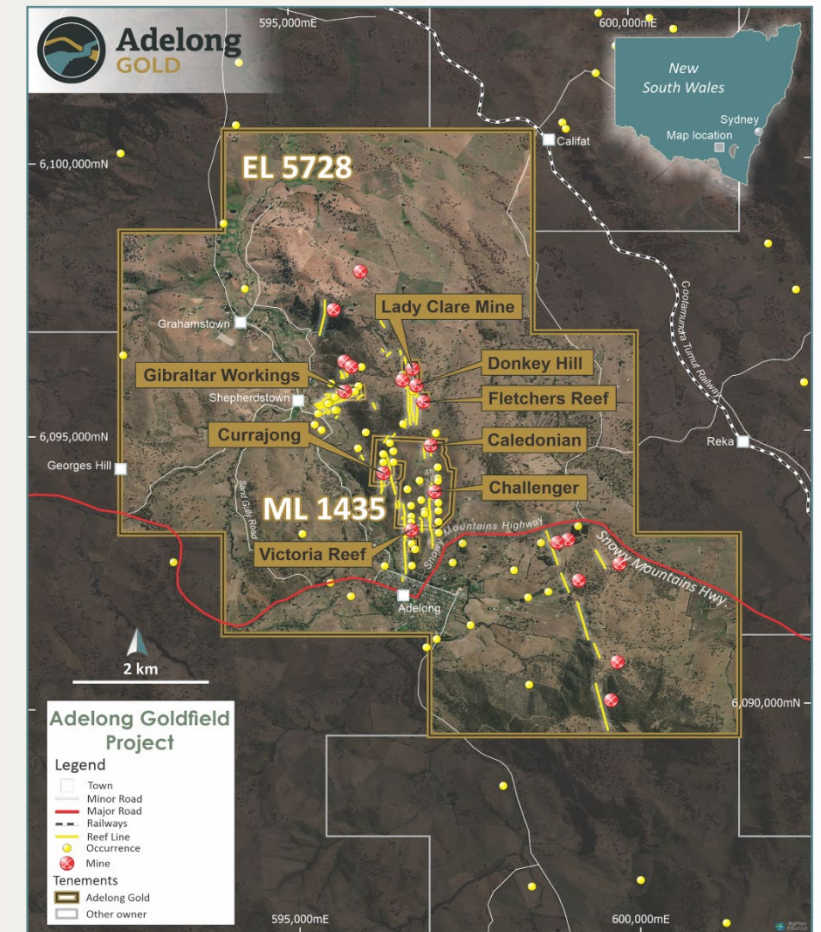 Adelong
GOLD
595,000mE
600,000mE
New
South Wales
Sydney
Map location
Califat
6,100,000mN
EL 5728
Cootamundra Tumut Railway
Grahamstown
Lady Clare Mine
Donkey Hill
Gibraltar Workings
Shepherdstown
Fletchers Reef
Currajong
Caledonian
6,095,000mN
Reka
Georges Hill
Challenger
Sand Gully Road
ML 1435
Snowy Mountains Highway
Snowy Mountains Hwy
Victoria Reef
Adelong
2 km
6,090,000mN
Adelong Goldfield
Project
Legend
Town
Minor Road
Major Road
Railways
Reef Line
Occurrence
Mine
Tenements
Adelong Gold
Other owner
595,000mE
600,000mE